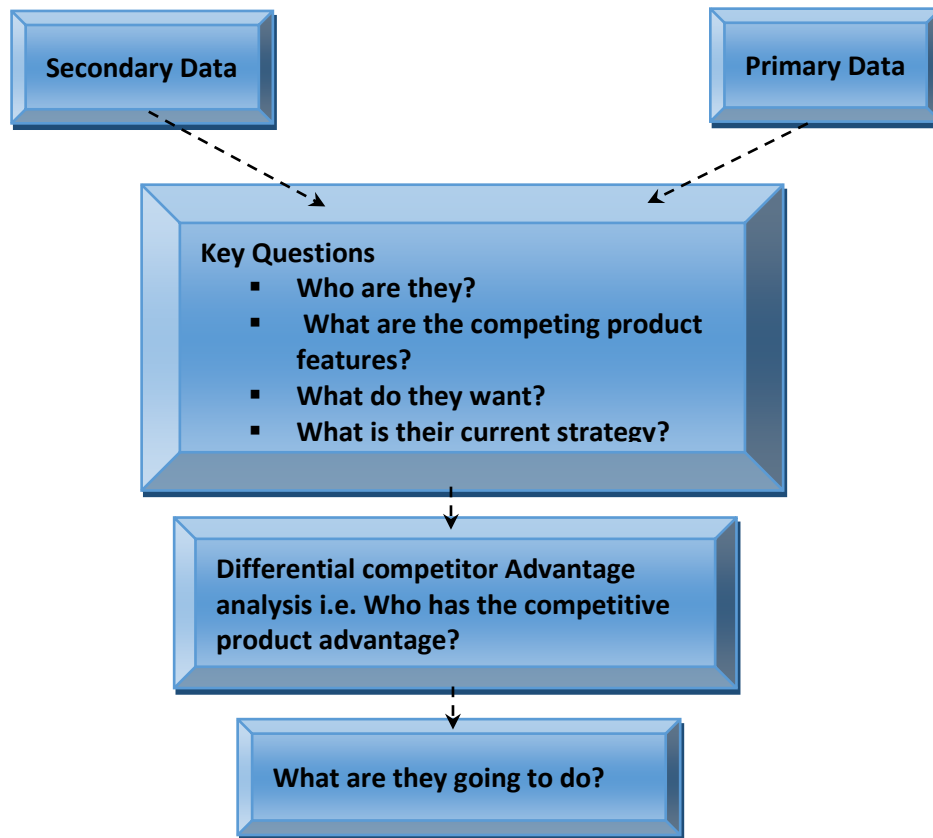 Secondary Data
Primary Data
Key Questions
▪ Who are they?
▪ What are the competing product
features?
▪ What do they want?
▪ What is their current strategy?
Differential competitor Advantage
analysis i.e. Who has the competitive
product advantage?
What are they going to do?